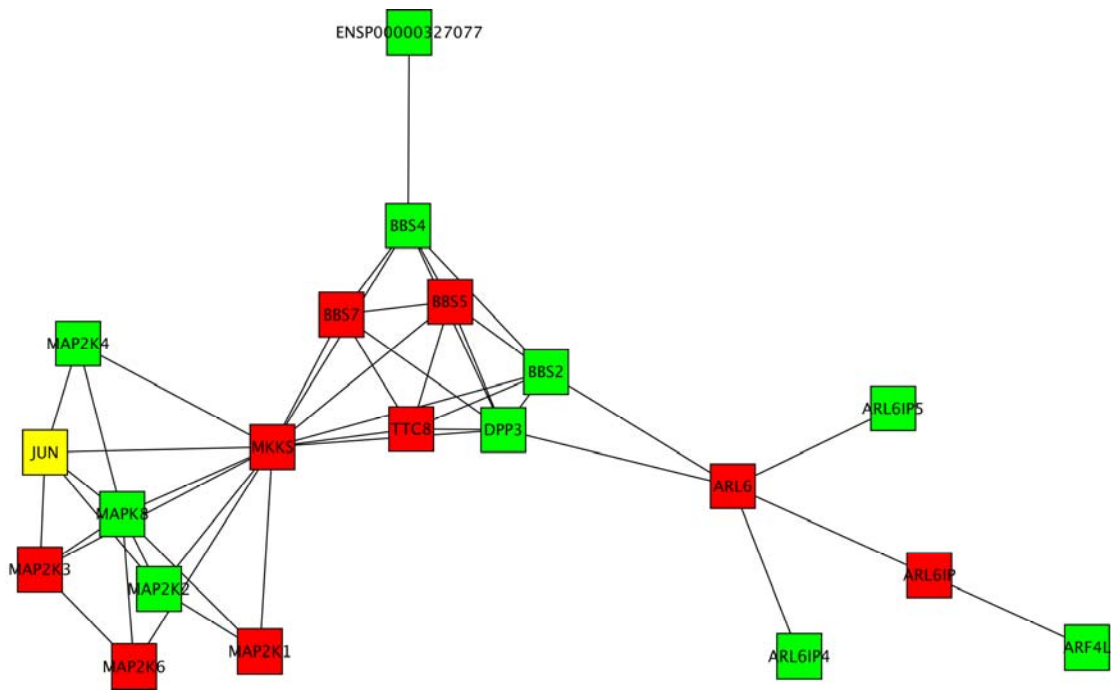 ENSP00000327077
BBS4
BBS7
BBS5
MAP2K4
BBS2
ARL6IP5
TTC8
DPP3
MKKS
JUN
ARL6
MAPK8
MAP2K3
ARL6IP
MAP2K2
MAP2K1
ARL6IP4
ARF4L
MAP2K6